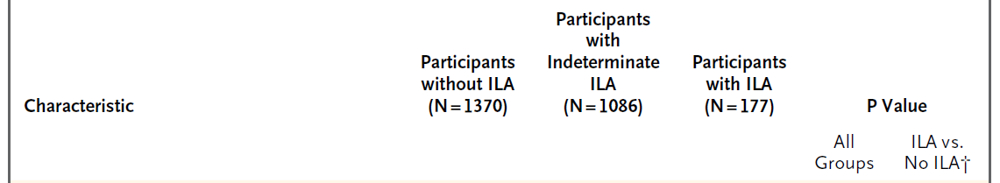 Participants
with
Participants Indeterminate Participants
without ILA ILA with ILA
Characteristic (N=1370) (N=1086) (N=177) P Value
All ILA vs.
Groups No ILA†